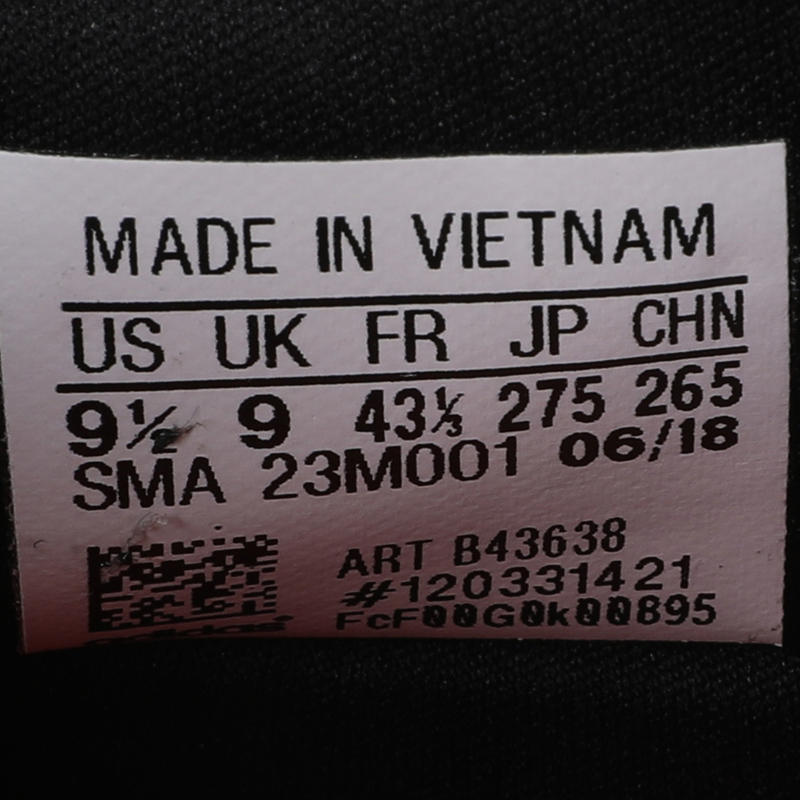 MADE IN VIETNAM
US UK FR JP CHN
9½ 9 43⅓ 275 265
SMA 23M001 06/18
ART B43638
#120331421
FcF00G0k00895
adidas